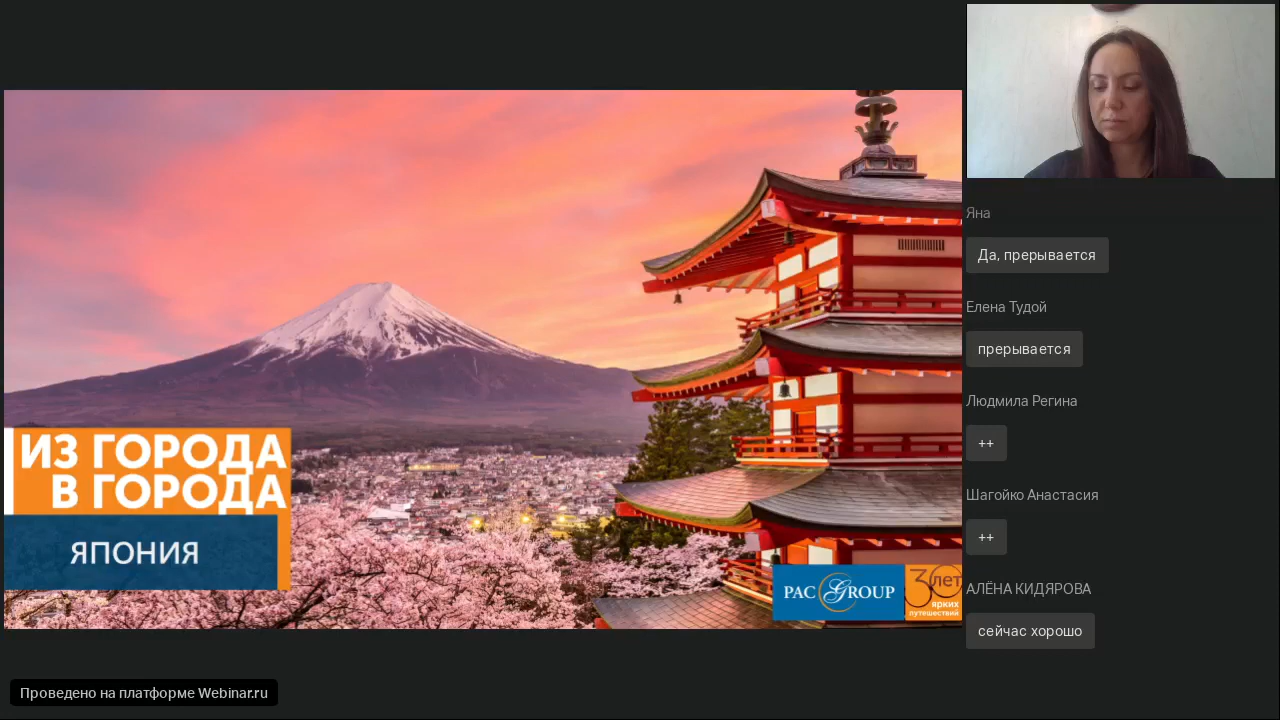 ИЗ ГОРОДА
В ГОРОДА
ЯПОНИЯ
PAC GROUP
30 лет
ярких
путешествий
Яна
Да, прерывается
Елена Тудой
прерывается
Людмила Регина
++
Шагойко Анастасия
++
АЛЁНА КИДЯРОВА
сейчас хорошо
Проведено на платформе Webinar.ru